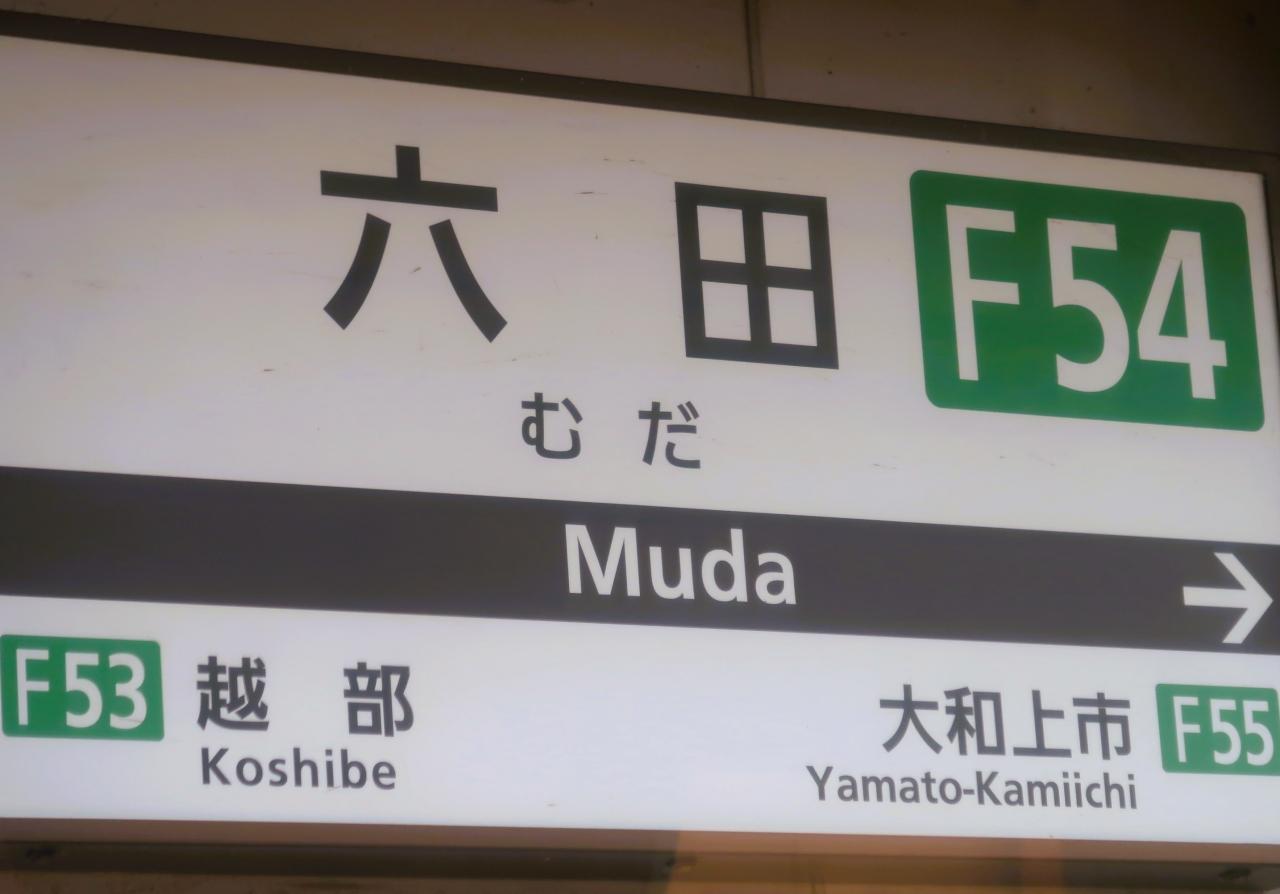 六田 F54
むだ
Muda →
F53 越部 大和上市 F55
Koshibe Yamato-Kamiichi